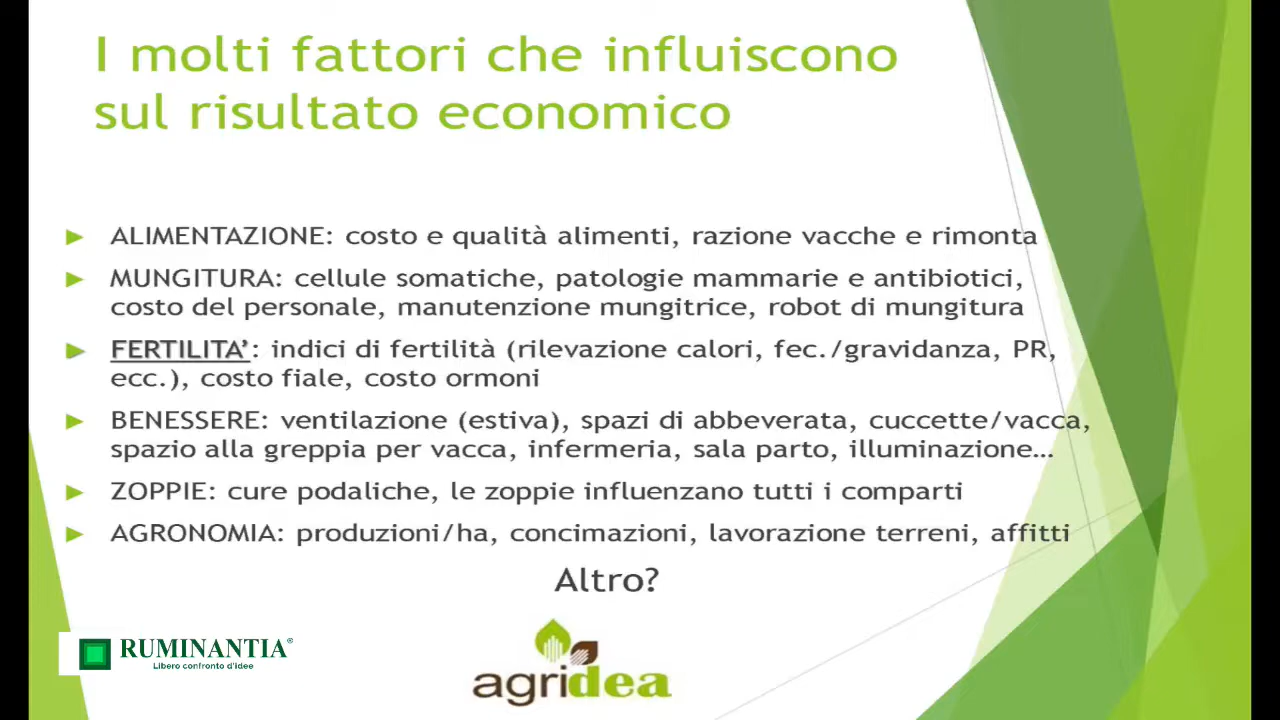 I molti fattori che influiscono
sul risultato economico
► ALIMENTAZIONE: costo e qualità alimenti, razione vacche e rimonta
► MUNGITURA: cellule somatiche, patologie mammarie e antibiotici,
costo del personale, manutenzione mungitrice, robot di mungitura
► FERTILITA’: indici di fertilità (rilevazione calori, fec./gravidanza, PR,
ecc.), costo fiale, costo ormoni
► BENESSERE: ventilazione (estiva), spazi di abbeverata, cuccette/vacca,
spazio alla greppia per vacca, infermeria, sala parto, illuminazione…
► ZOPPIE: cure podaliche, le zoppie influenzano tutti i comparti
► AGRONOMIA: produzioni/ha, concimazioni, lavorazione terreni, affitti
Altro?
RUMINANTIA®
Libero confronto d'idee
agridea